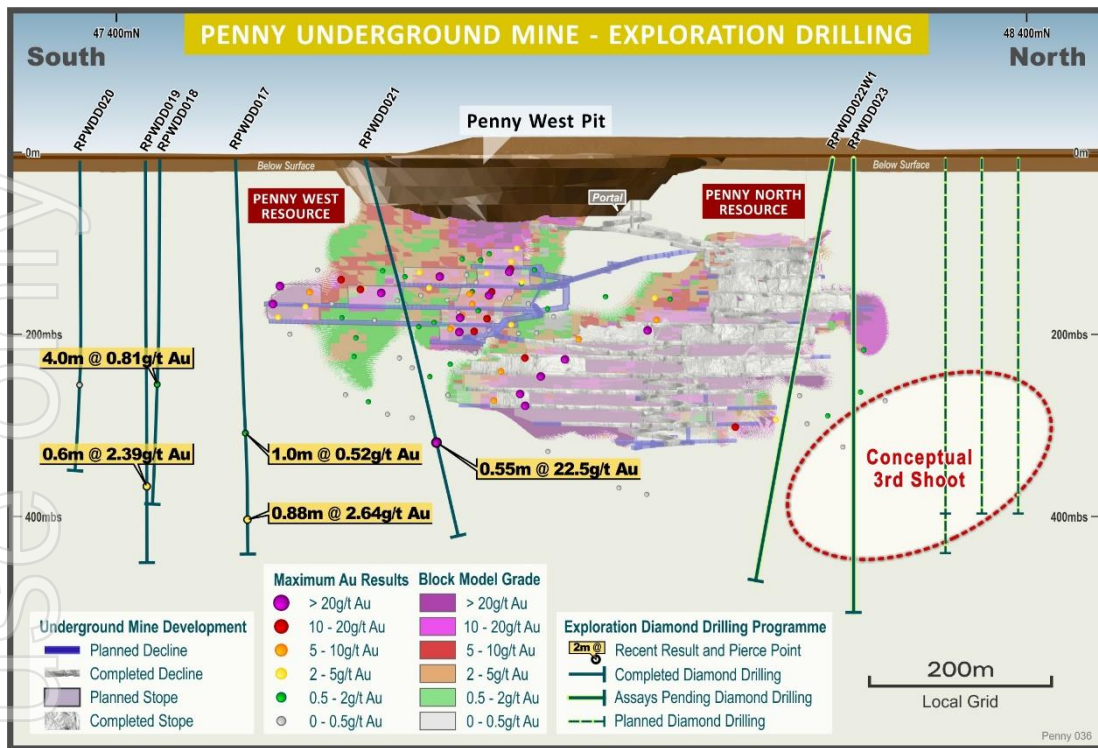 PENNY UNDERGROUND MINE - EXPLORATION DRILLING
47 400mN
48 400mN
South
North
RPWDD020
RPWDD019
RPWDD018
RPWDD017
RPWDD021
RPWDD022W1
RPWDD023
Penny West Pit
0m
0m
Below Surface
Below Surface
PENNY WEST
RESOURCE
Portal
PENNY NORTH
RESOURCE
200mbs
200mbs
4.0m @ 0.81g/t Au
0.6m @ 2.39g/t Au
1.0m @ 0.52g/t Au
0.55m @ 22.5g/t Au
0.88m @ 2.64g/t Au
Conceptual
3rd Shoot
400mbs
400mbs
Underground Mine Development
Planned Decline
Completed Decline
Planned Stope
Completed Stope
Maximum Au Results
> 20g/t Au
10 - 20g/t Au
5 - 10g/t Au
2 - 5g/t Au
0.5 - 2g/t Au
0 - 0.5g/t Au
Block Model Grade
> 20g/t Au
10 - 20g/t Au
5 - 10g/t Au
2 - 5g/t Au
0.5 - 2g/t Au
0 - 0.5g/t Au
Exploration Diamond Drilling Programme
2m @
Recent Result and Pierce Point
Completed Diamond Drilling
Assays Pending Diamond Drilling
Planned Diamond Drilling
200m
Local Grid
Penny 036
use only